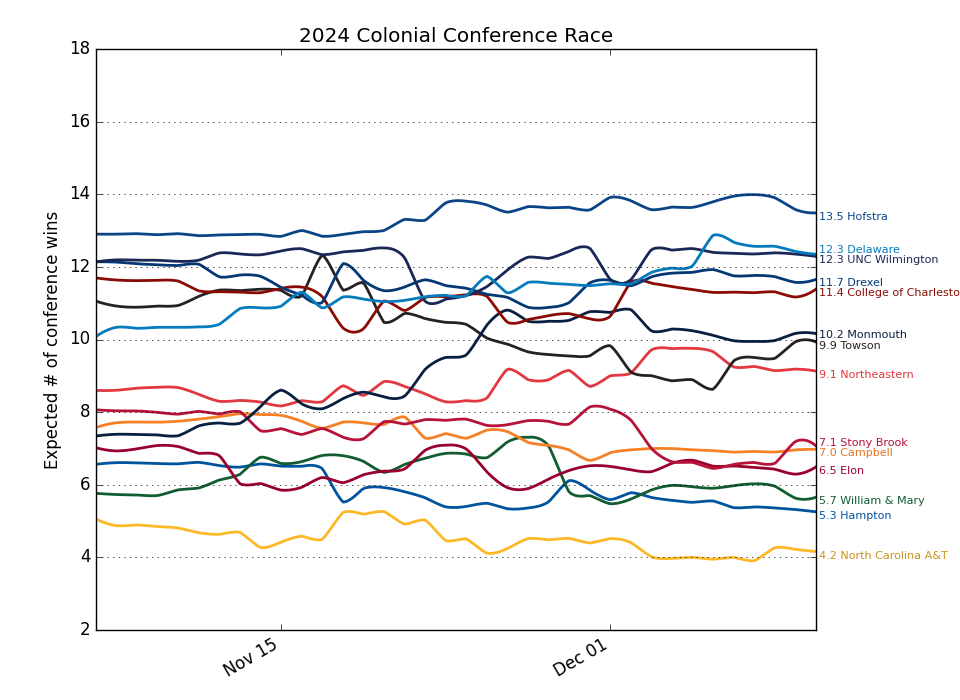 2024 Colonial Conference Race
Expected # of conference wins
18
16
14
12
10
8
6
4
2
Nov 15
Dec 01
13.5 Hofstra
12.3 Delaware
12.3 UNC Wilmington
11.7 Drexel
11.4 College of Charlesto
10.2 Monmouth
9.9 Towson
9.1 Northeastern
7.1 Stony Brook
7.0 Campbell
6.5 Elon
5.7 William & Mary
5.3 Hampton
4.2 North Carolina A&T